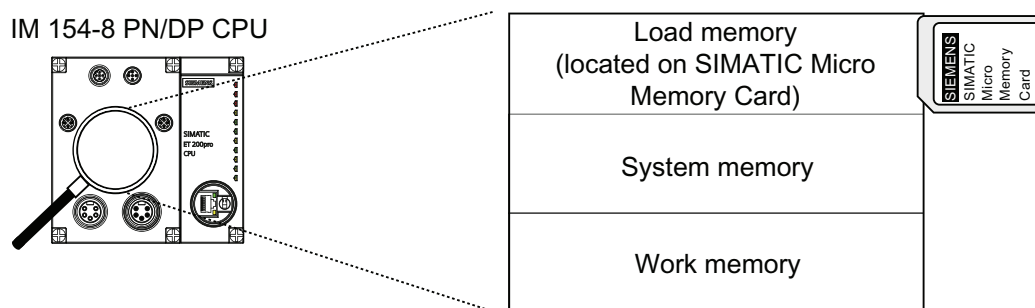 IM 154-8 PN/DP CPU
SIEMENS
SIMATIC
ET 200pro
CPU
Load memory
(located on SIMATIC Micro
Memory Card)
System memory
Work memory
SIEMENS
SIMATIC
Micro
Memory
Card